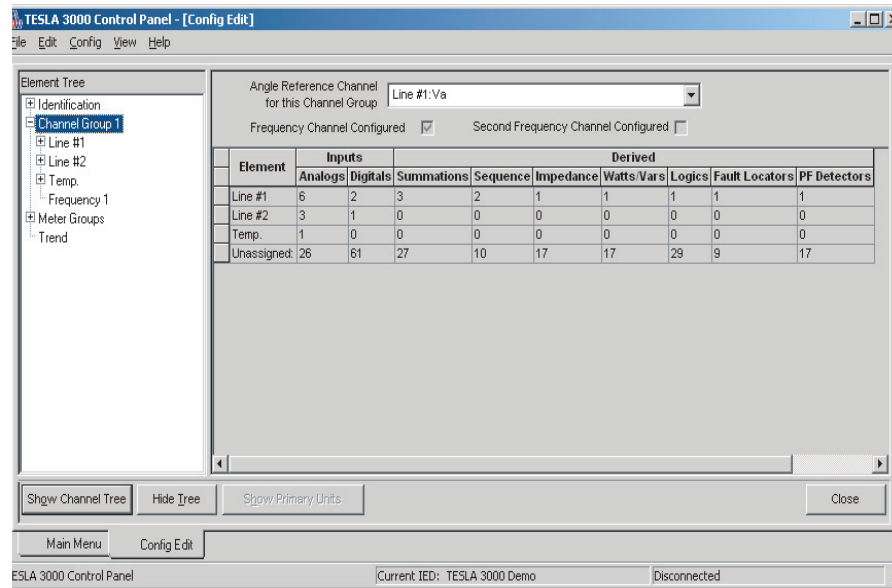 TESLA 3000 Control Panel - [Config Edit]
File Edit Config View Help
Element Tree
Identification
Channel Group 1
Line #1
Line #2
Temp.
Frequency 1
Meter Groups
Trend
Angle Reference Channel for this Channel Group
Line #1:Va
Frequency Channel Configured
Second Frequency Channel Configured
Element Inputs Derived
Analogs Digitals Summations Sequence Impedance Watts/Vars Logics Fault Locators PF Detectors
Line #1 6 2 3 2 1 1 1 1 1
Line #2 3 1 0 0 0 0 0 0 0
Temp. 1 0 0 0 0 0 0 0 0
Unassigned: 26 61 27 10 17 17 29 9 17
Show Channel Tree Hide Tree Show Primary Units Close
Main Menu Config Edit
ESLA 3000 Control Panel Current IED: TESLA 3000 Demo Disconnected